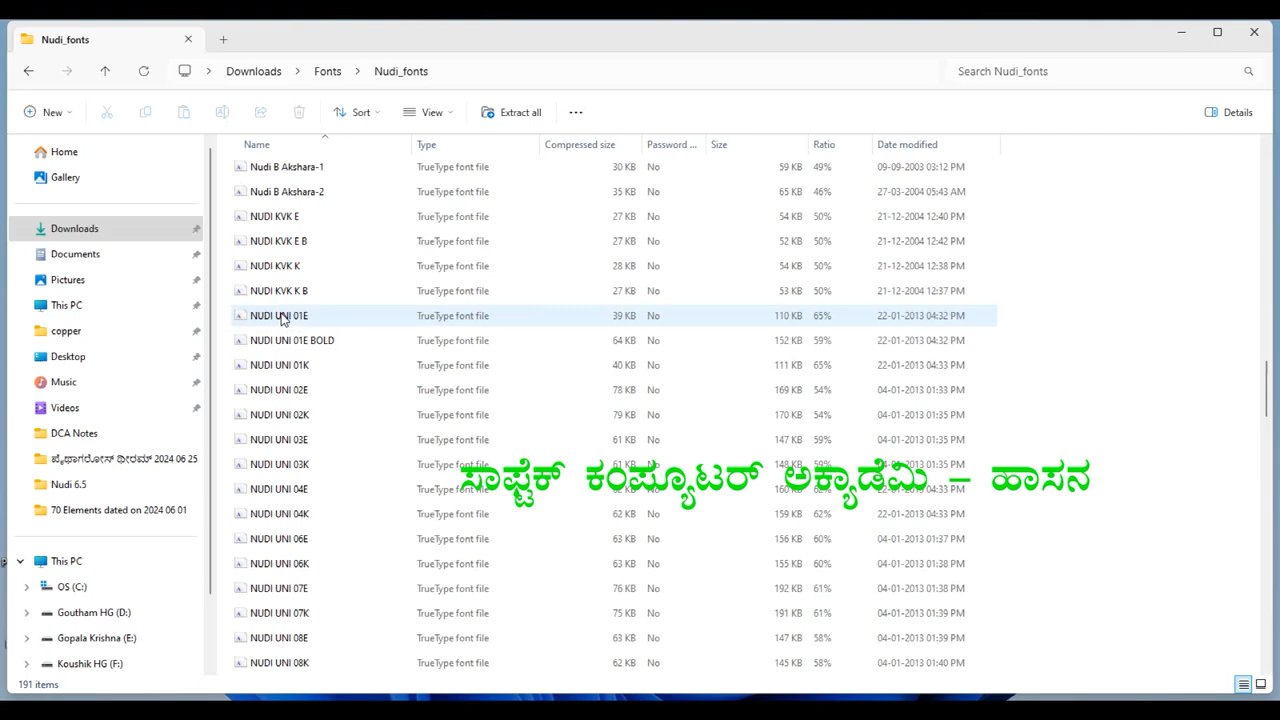 Nudi_fonts
Downloads > Fonts > Nudi_fonts
Search Nudi_fonts
New Sort View Extract all ... Details
Name Type Compressed size Password ... Size Ratio Date modified
Home
Gallery
Downloads
Documents
Pictures
This PC
copper
Desktop
Music
Videos
DCA Notes
ಪೈಥಾಗರೋಸ್ ಥೀರಮ್ 2024 06 25
Nudi 6.5
70 Elements dated on 2024 06 01
This PC
OS (C:)
Goutham HG (D:)
Gopala Krishna (E:)
Koushik HG (F:)
Nudi B Akshara-1 TrueType font file 30 KB No 59 KB 49% 09-09-2003 03:12 PM
Nudi B Akshara-2 TrueType font file 35 KB No 65 KB 46% 27-03-2004 05:43 AM
NUDI KVK E TrueType font file 27 KB No 54 KB 50% 21-12-2004 12:40 PM
NUDI KVK E B TrueType font file 27 KB No 52 KB 50% 21-12-2004 12:42 PM
NUDI KVK K TrueType font file 28 KB No 54 KB 50% 21-12-2004 12:38 PM
NUDI KVK K B TrueType font file 27 KB No 53 KB 50% 21-12-2004 12:37 PM
NUDI UNI 01E TrueType font file 39 KB No 110 KB 65% 22-01-2013 04:32 PM
NUDI UNI 01E BOLD TrueType font file 64 KB No 152 KB 59% 22-01-2013 04:32 PM
NUDI UNI 01K TrueType font file 40 KB No 111 KB 65% 22-01-2013 04:33 PM
NUDI UNI 02E TrueType font file 78 KB No 169 KB 54% 04-01-2013 01:33 PM
NUDI UNI 02K TrueType font file 79 KB No 170 KB 54% 04-01-2013 01:35 PM
NUDI UNI 03E TrueType font file 61 KB No 147 KB 59% 04-01-2013 01:35 PM
NUDI UNI 03K TrueType font file 61 KB No 148 KB 59% 04-01-2013 01:35 PM
ಸಾಫ್ಟೆಕ್ ಕಂಪ್ಯೂಟರ್ ಅಕ್ಯಾಡೆಮಿ – ಹಾಸನ
NUDI UNI 04E TrueType font file No 160 KB 22-01-2013 04:33 PM
NUDI UNI 04K TrueType font file 62 KB No 159 KB 62% 22-01-2013 04:33 PM
NUDI UNI 06E TrueType font file 63 KB No 156 KB 60% 04-01-2013 01:37 PM
NUDI UNI 06K TrueType font file 63 KB No 155 KB 60% 04-01-2013 01:38 PM
NUDI UNI 07E TrueType font file 76 KB No 192 KB 61% 04-01-2013 01:38 PM
NUDI UNI 07K TrueType font file 75 KB No 191 KB 61% 04-01-2013 01:39 PM
NUDI UNI 08E TrueType font file 63 KB No 147 KB 58% 04-01-2013 01:39 PM
NUDI UNI 08K TrueType font file 62 KB No 145 KB 58% 04-01-2013 01:40 PM
191 items